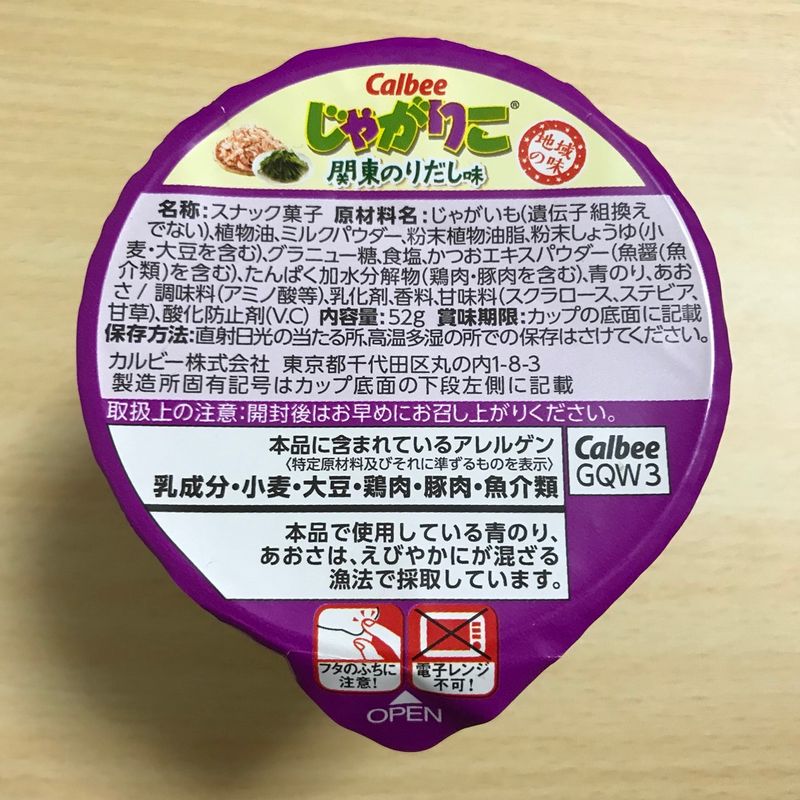 Calbee
じゃがりこ®
地域の味
関東のりだし味
名称:スナック菓子 原材料名:じゃがいも(遺伝子組換え
でない),植物油、ミルクパウダー、粉末植物油脂、粉末しょうゆ(小
麦・大豆を含む),グラニュー糖、食塩、かつおエキスパウダー(魚醤(魚
介類)を含む),たんぱく加水分解物(鶏肉・豚肉を含む),青のり、あお
さ / 調味料(アミノ酸等),乳化剤、香料、甘味料(スクラロース、ステビア、
甘草),酸化防止剤(V.C) 内容量:52g 賞味期限:カップの底面に記載
保存方法:直射日光の当たる所、高温多湿の所での保存はさけてください。
カルビー株式会社 東京都千代田区丸の内1-8-3
製造所固有記号はカップ底面の下段左側に記載
取扱上の注意:開封後はお早めにお召し上がりください。
本品に含まれているアレルゲン
〈特定原材料及びそれに準ずるものを表示〉
乳成分・小麦・大豆・鶏肉・豚肉・魚介類
Calbee
GQW3
本品で使用している青のり、
あおさは、えびやかにが混ざる
漁法で採取しています。
フタのふちに
注意!
電子レンジ
不可!
OPEN